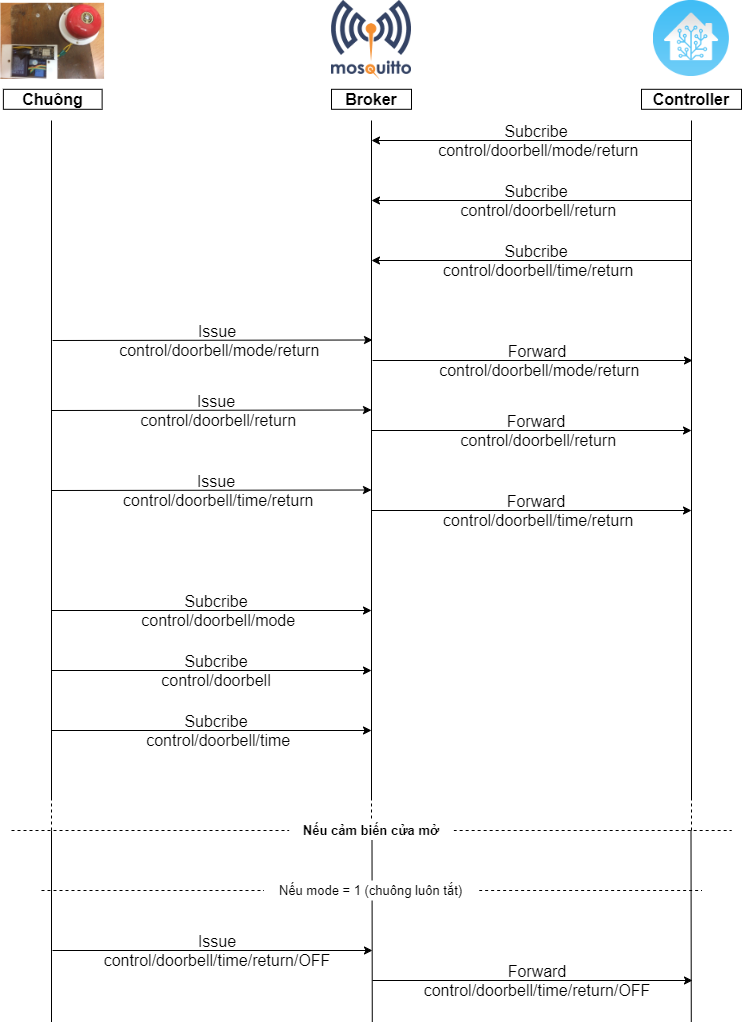 mosquitto
Chuông
Broker
Controller
Subcribe
control/doorbell/mode/return
Subcribe
control/doorbell/return
Subcribe
control/doorbell/time/return
Issue
control/doorbell/mode/return
Forward
control/doorbell/mode/return
Issue
control/doorbell/return
Forward
control/doorbell/return
Issue
control/doorbell/time/return
Forward
control/doorbell/time/return
Subcribe
control/doorbell/mode
Subcribe
control/doorbell
Subcribe
control/doorbell/time
Nếu cảm biến cửa mở
Nếu mode = 1 (chuông luôn tắt)
Issue
control/doorbell/time/return/OFF
Forward
control/doorbell/time/return/OFF